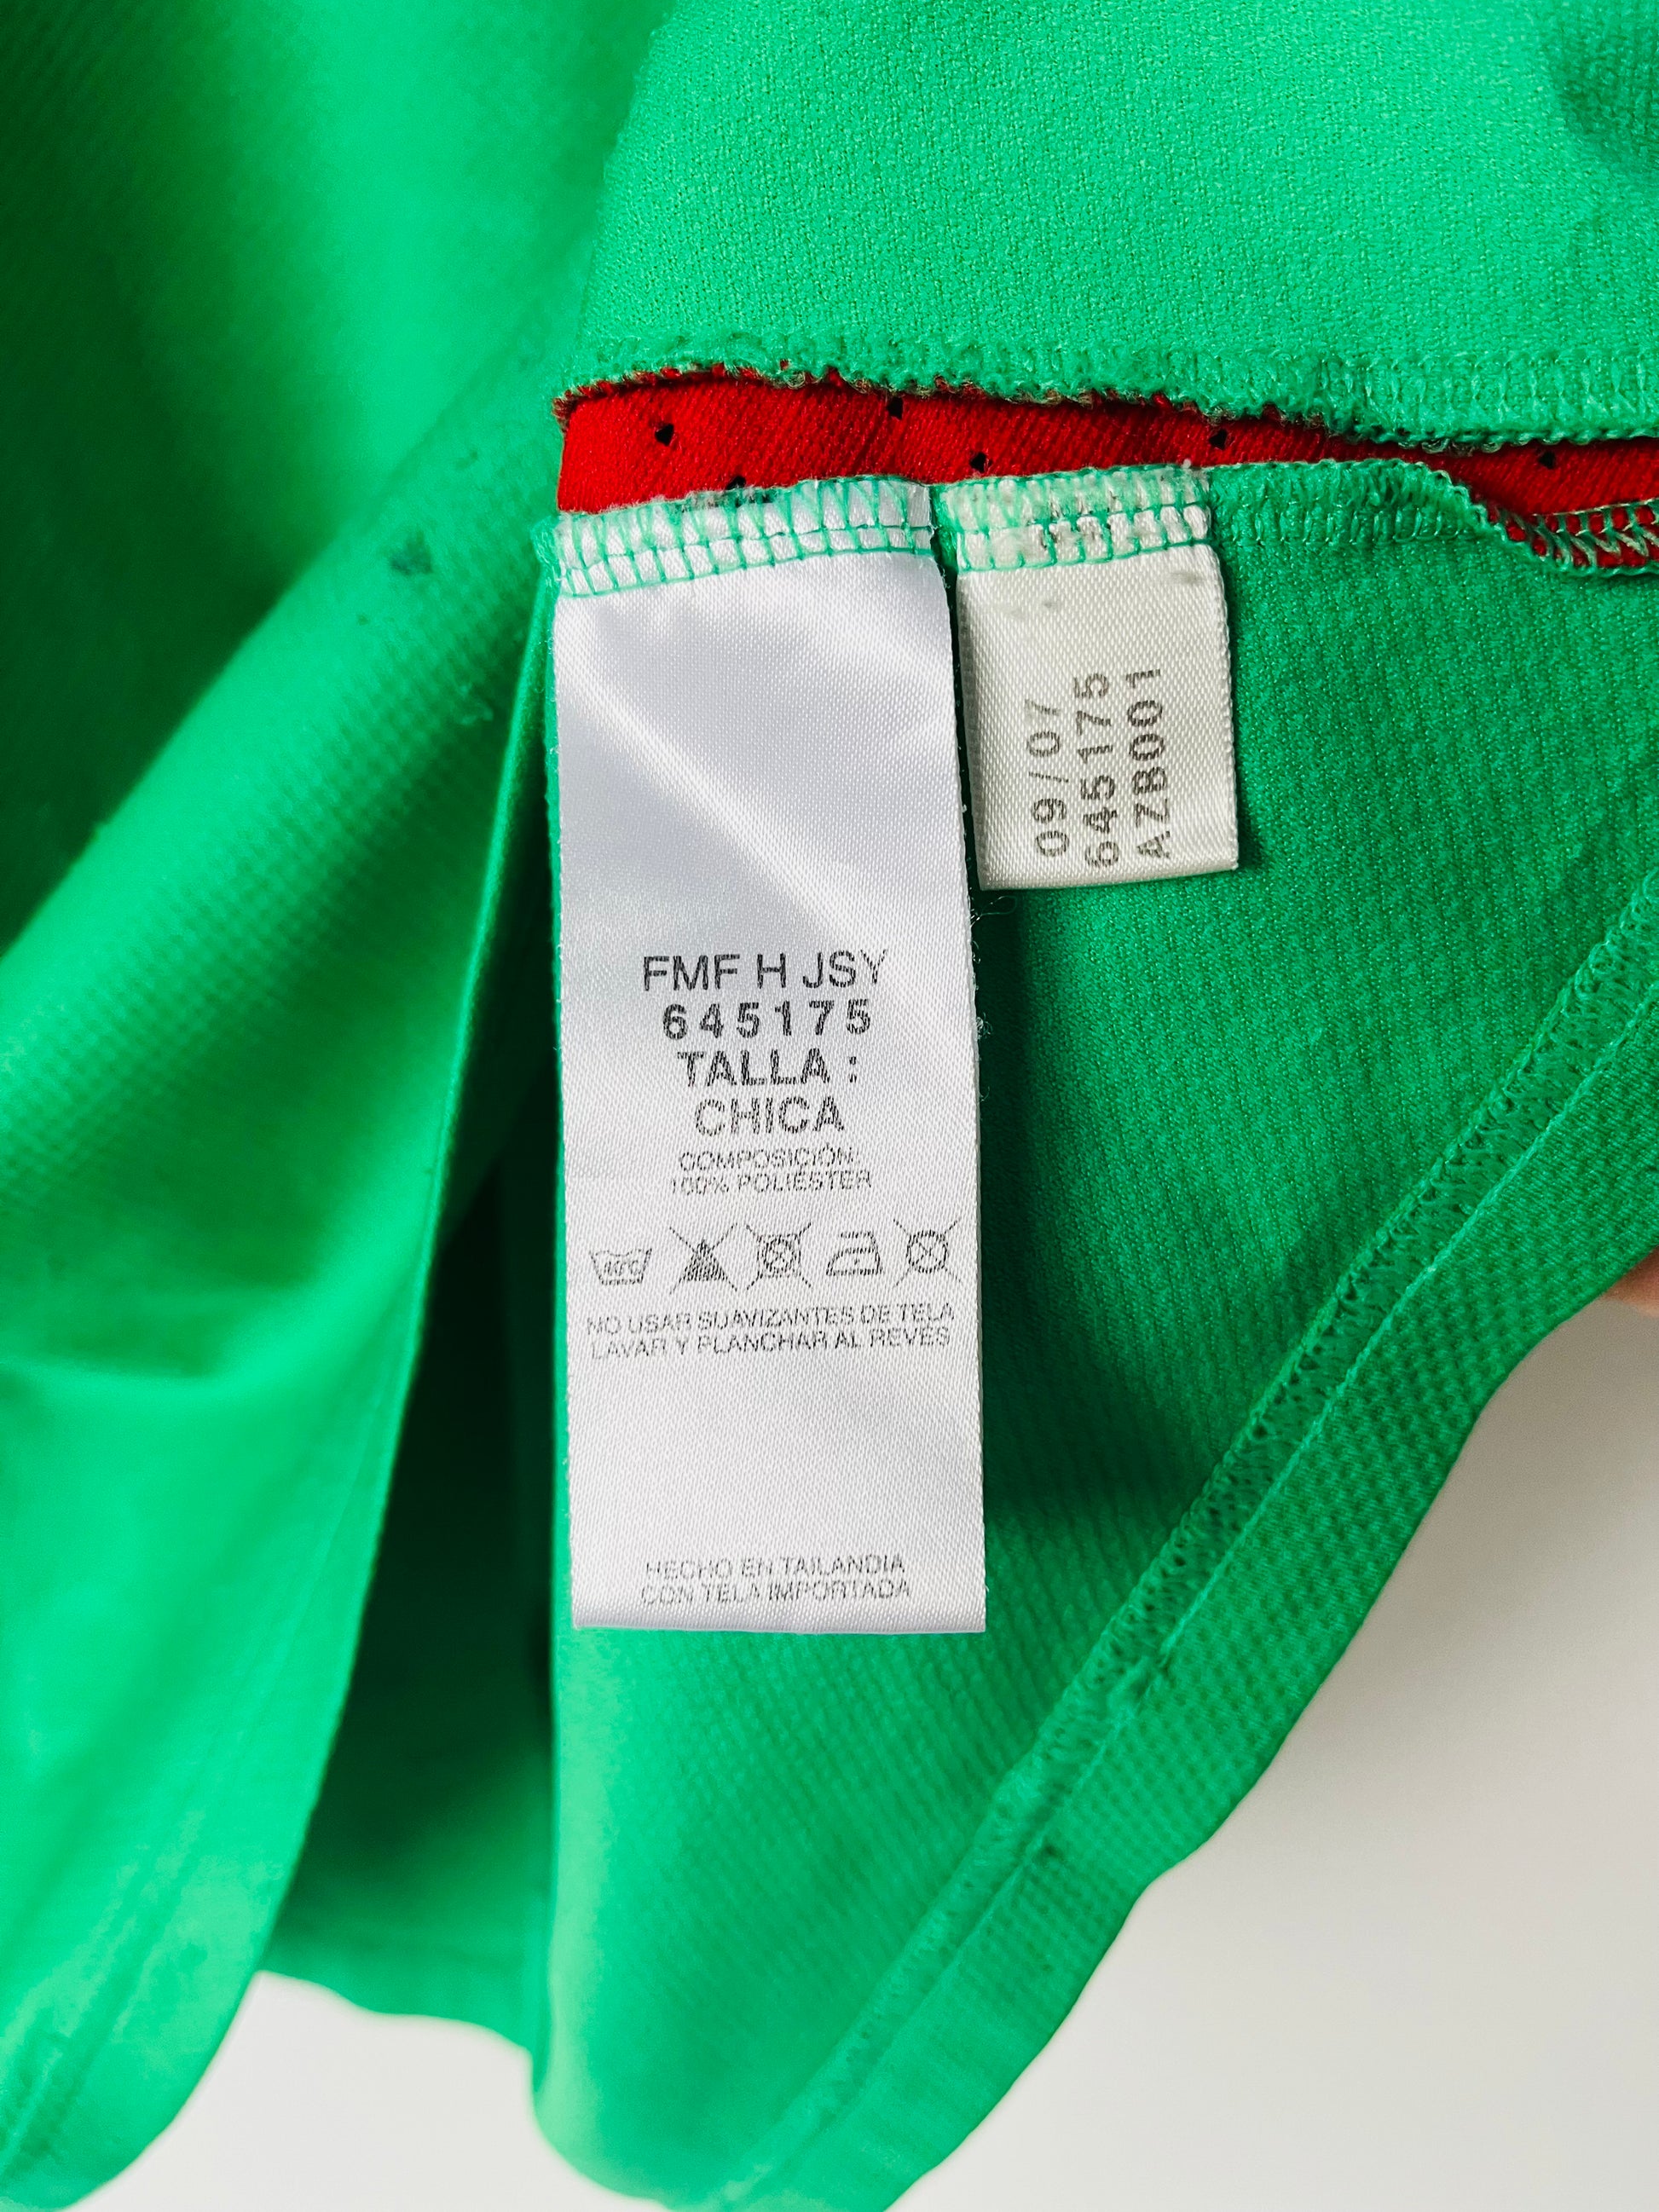 FMF H JSY
645175
TALLA :
CHICA
COMPOSICIÓN:
100% POLIÉSTER
40°C
NO USAR SUAVIZANTES DE TELA
LAVAR Y PLANCHAR AL REVÉS
HECHO EN TAILANDIA
CON TELA IMPORTADA
09/07
645175
AZB001